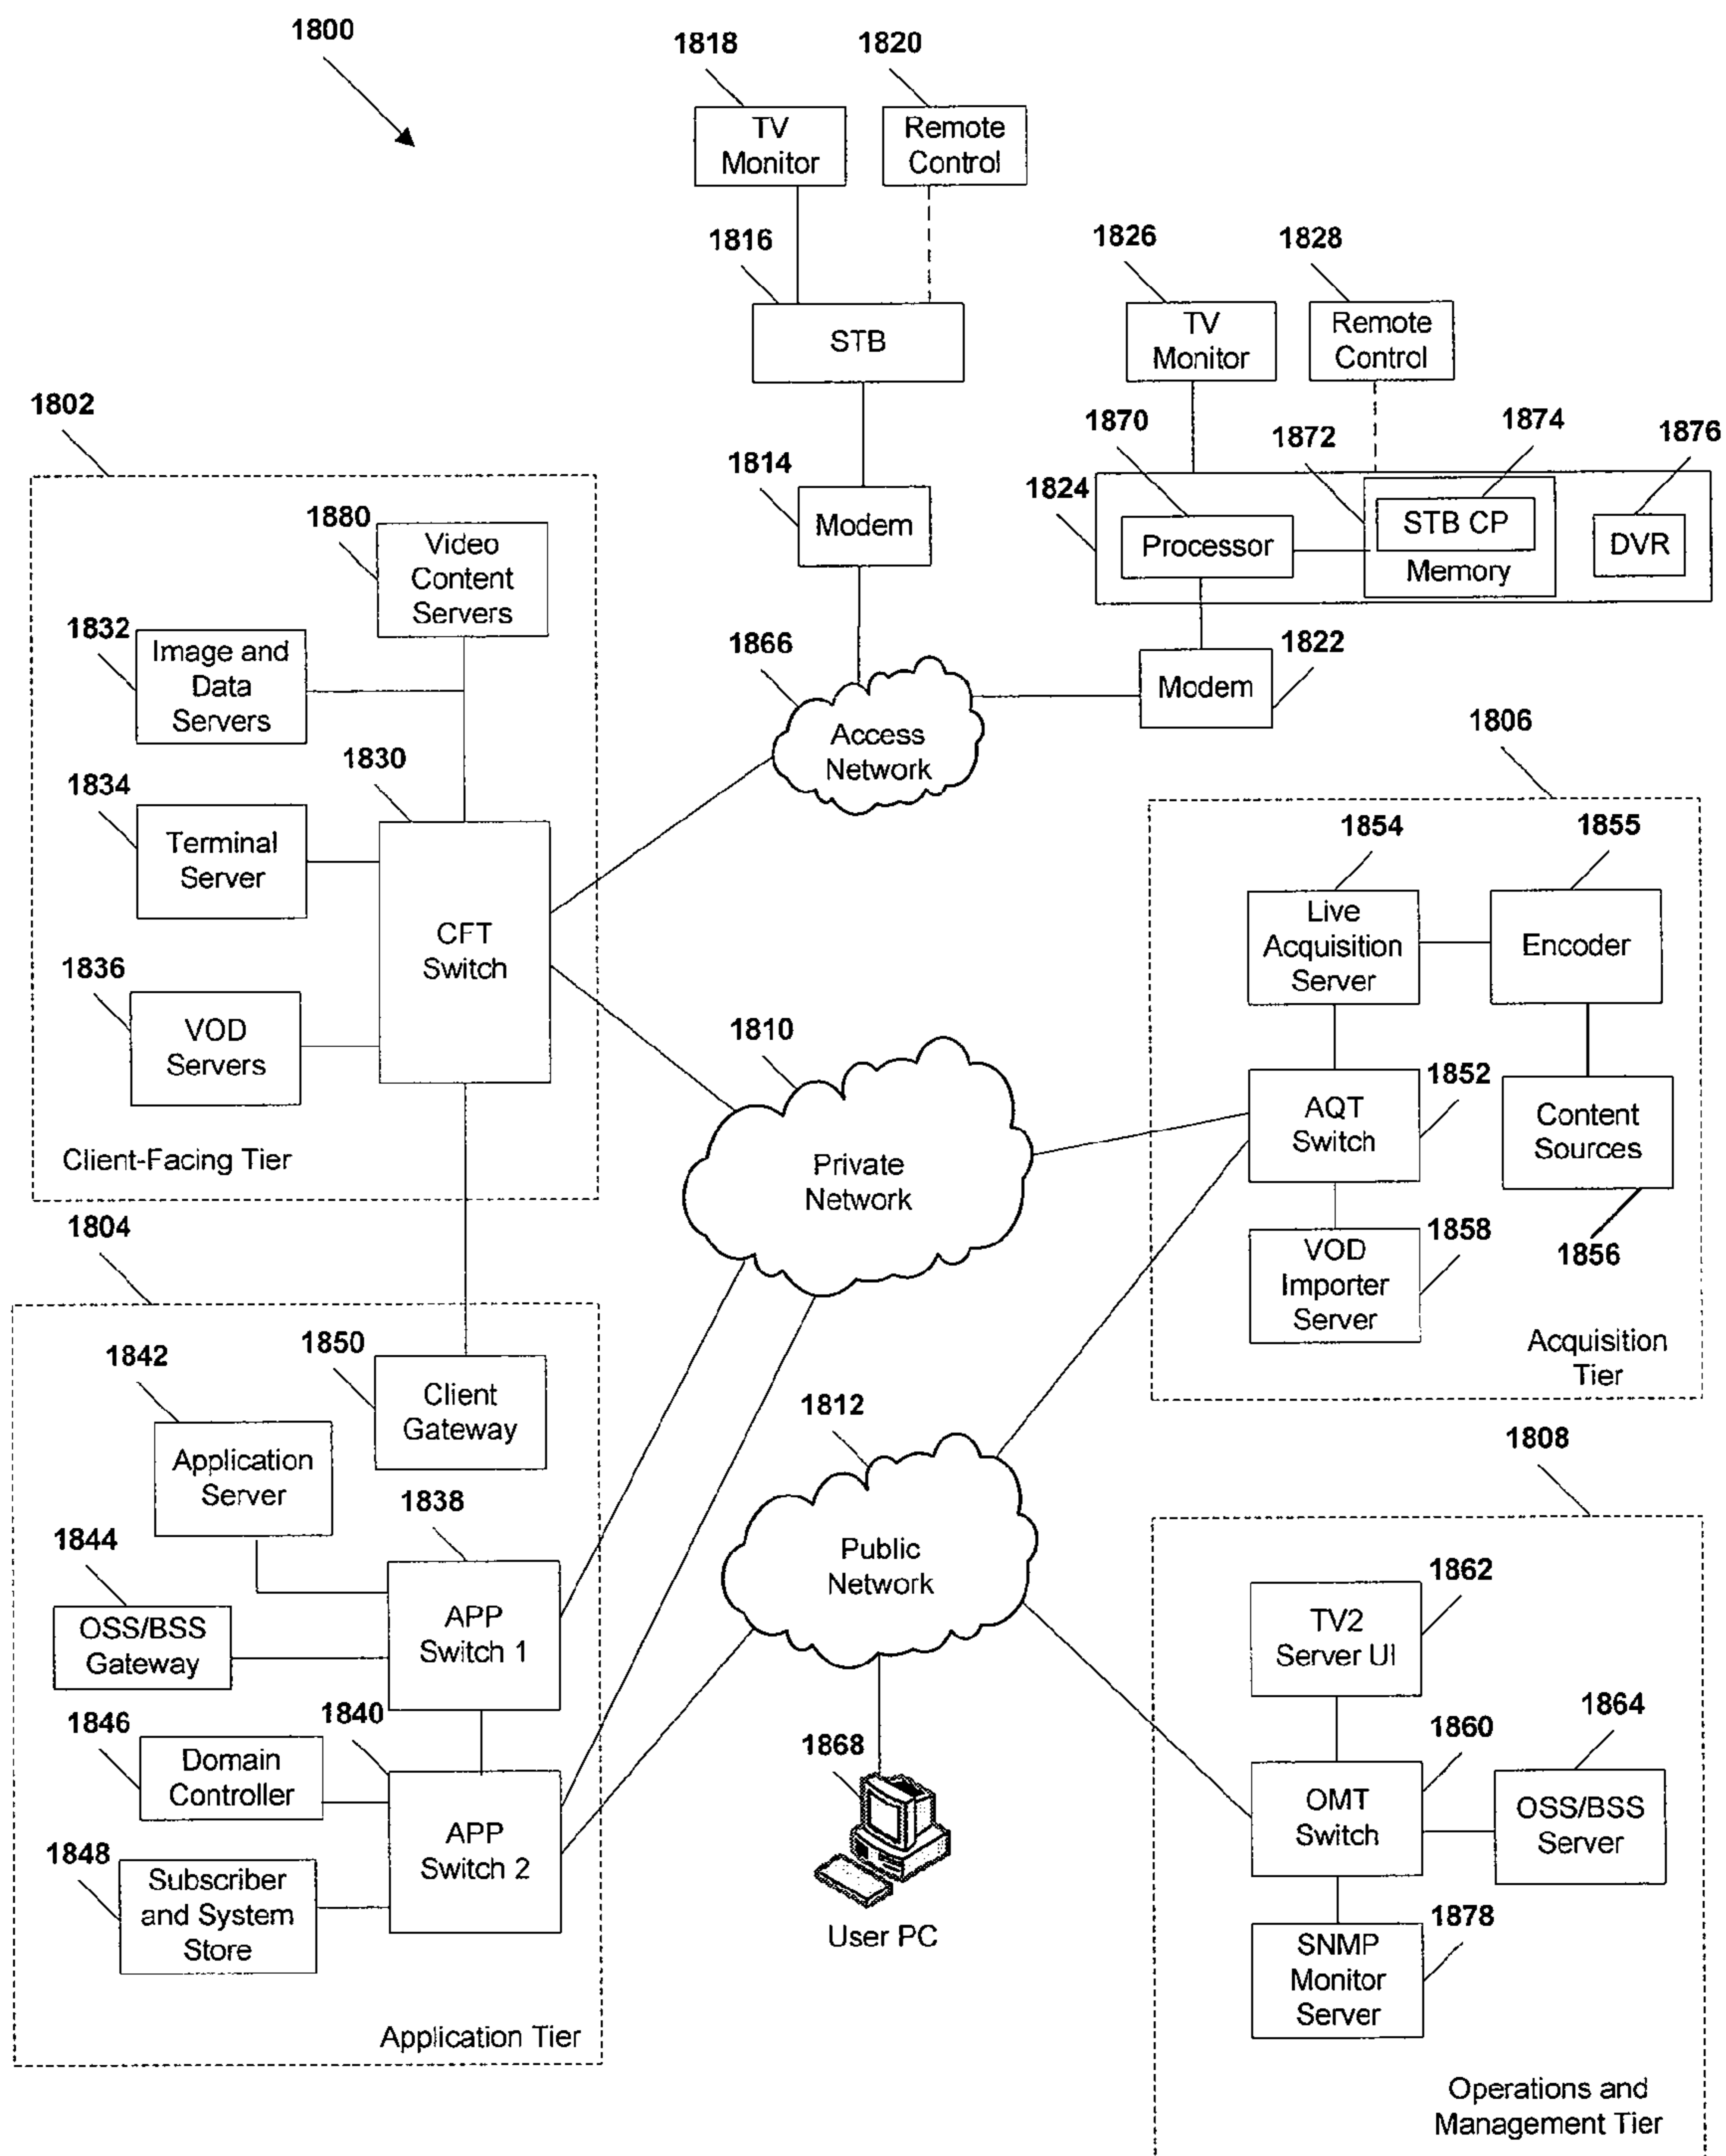 1800
1818
1820
TV
Monitor
Remote
Control
1816
STB
1826
1828
TV
Monitor
Remote
Control
1802
1814
Modem
1870
1872
1874
1876
1824
Processor
STB CP
Memory
DVR
1880
Video
Content
Servers
1832
Image and
Data
Servers
1866
Access
Network
Modem
1822
1830
1834
Terminal
Server
CFT
Switch
1836
VOD
Servers
Client-Facing Tier
1806
1854
1855
Live
Acquisition
Server
Encoder
1810
Private
Network
1852
AQT
Switch
Content
Sources
1856
1858
VOD
Importer
Server
Acquisition
Tier
1804
1850
Client
Gateway
1842
Application
Server
1838
1844
OSS/BSS
Gateway
APP
Switch 1
1846
Domain
Controller
1840
APP
Switch 2
1848
Subscriber
and System
Store
Application Tier
1812
Public
Network
1868
User PC
1808
1862
TV2
Server UI
1864
1860
OMT
Switch
OSS/BSS
Server
1878
SNMP
Monitor
Server
Operations and
Management Tier